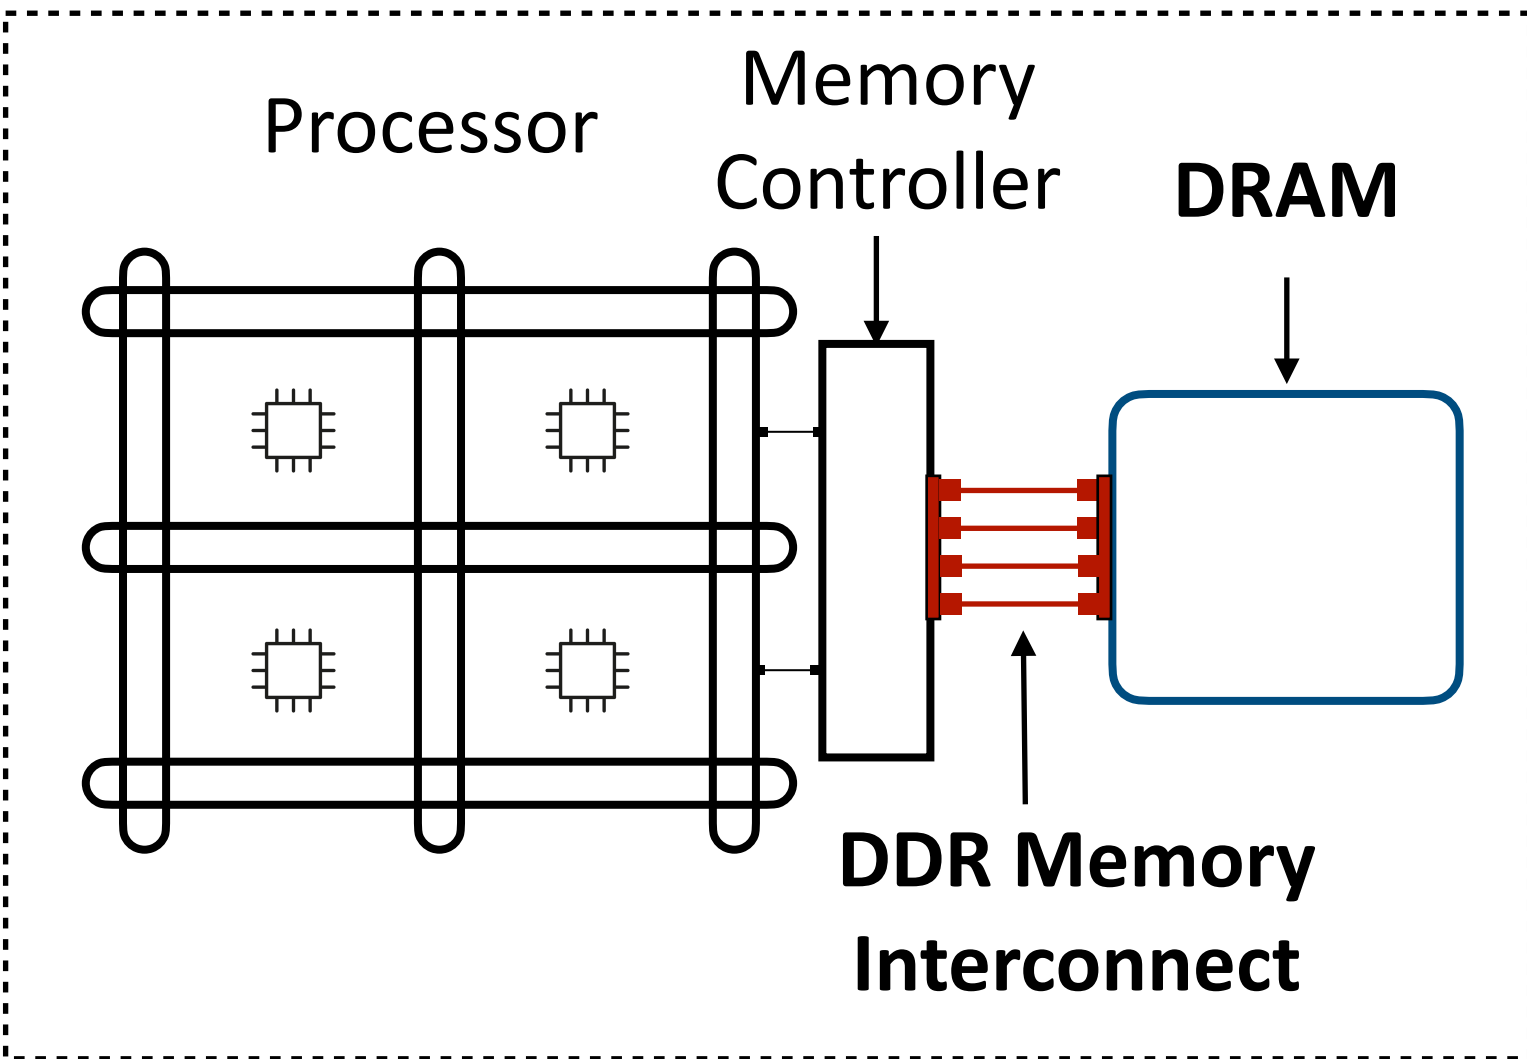 Processor
Memory
Controller
DRAM
DDR Memory
Interconnect